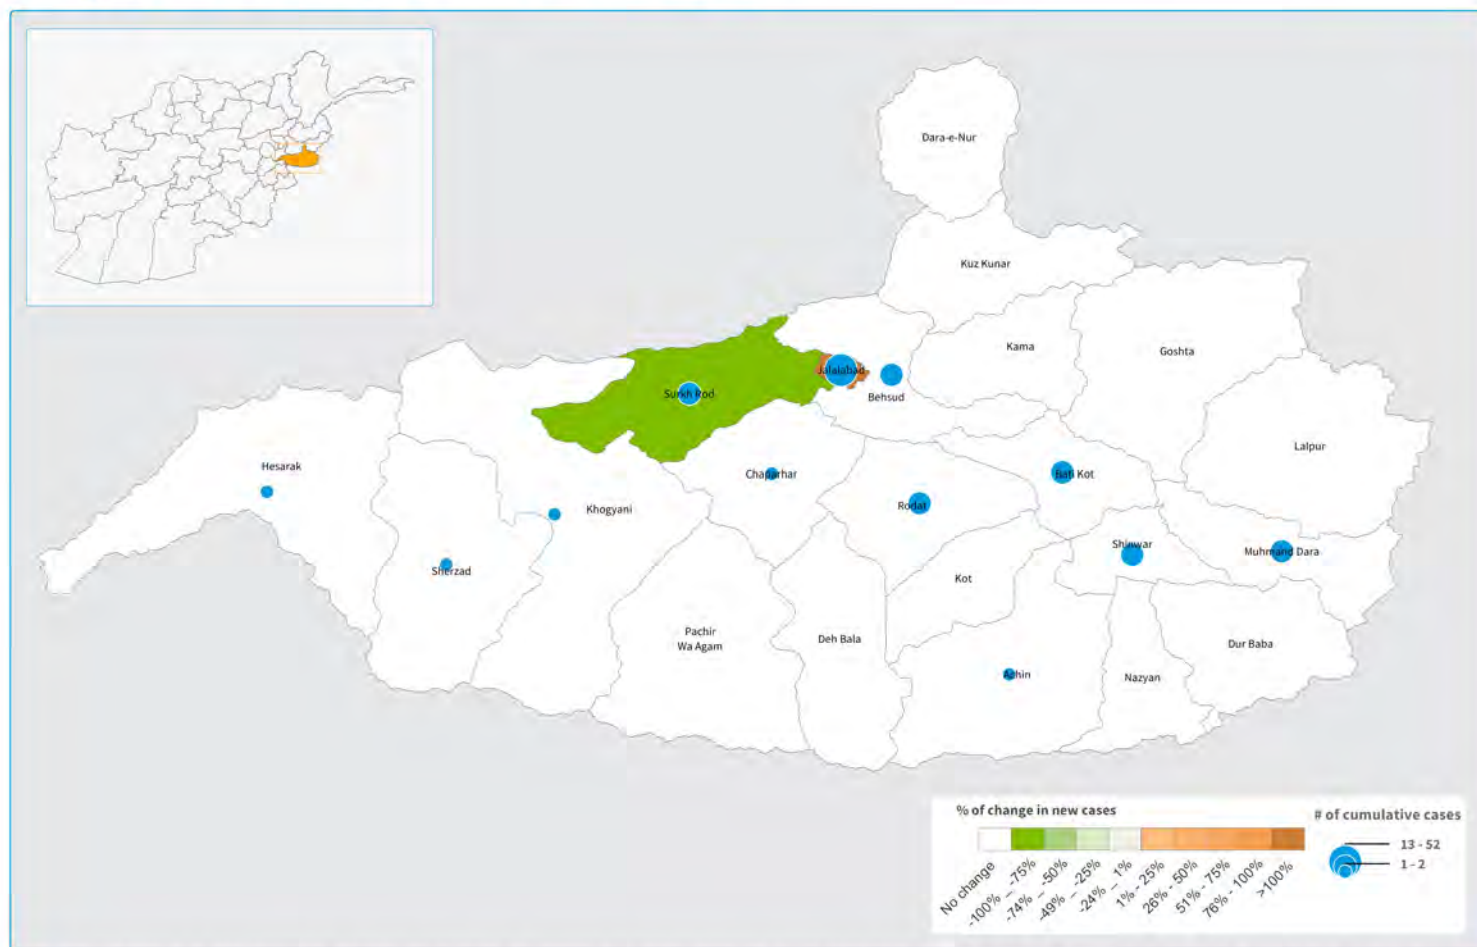 Dara-e-Nur
Kuz Kunar
Kama
Goshta
Jalalabad
Surkh Rod
Behsud
Lalpur
Hesarak
Chaparhar
Bati Kot
Khogyani
Rodat
Shinwar
Muhmand Dara
Sherzad
Kot
Pachir
Wa Agam
Deh Bala
Dur Baba
Achin
Nazyan
% of change in new cases
# of cumulative cases
13 - 52
1 - 2
No change
-100% – -75%
-74% – -50%
-49% – -25%
-24% – 1%
1% - 25%
26% - 50%
51% - 75%
76% - 100%
>100%